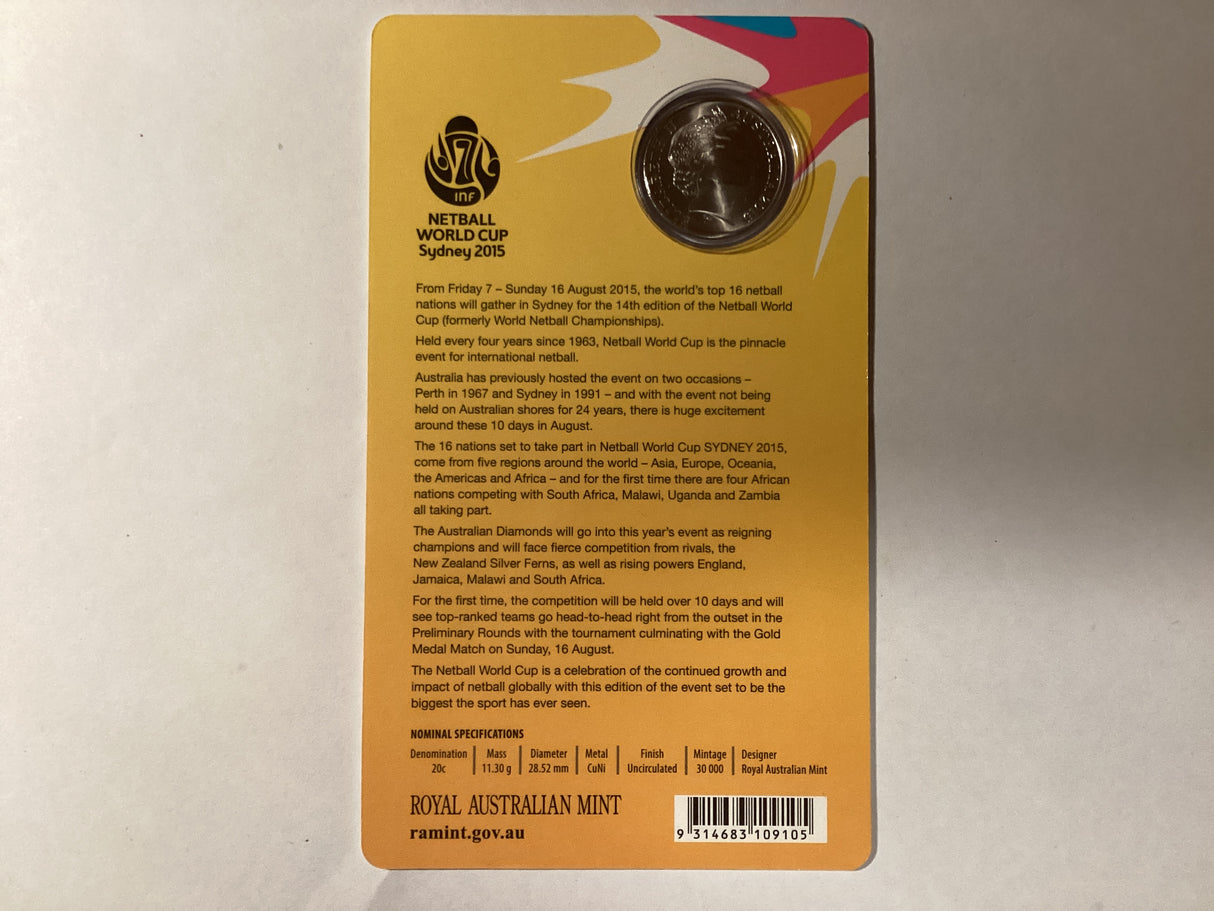 INF
NETBALL
WORLD CUP
Sydney 2015
From Friday 7 – Sunday 16 August 2015, the world's top 16 netball
nations will gather in Sydney for the 14th edition of the Netball World
Cup (formerly World Netball Championships).
Held every four years since 1963, Netball World Cup is the pinnacle
event for international netball.
Australia has previously hosted the event on two occasions –
Perth in 1967 and Sydney in 1991 – and with the event not being
held on Australian shores for 24 years, there is huge excitement
around these 10 days in August.
The 16 nations set to take part in Netball World Cup SYDNEY 2015,
come from five regions around the world – Asia, Europe, Oceania,
the Americas and Africa – and for the first time there are four African
nations competing with South Africa, Malawi, Uganda and Zambia
all taking part.
The Australian Diamonds will go into this year's event as reigning
champions and will face fierce competition from rivals, the
New Zealand Silver Ferns, as well as rising powers England,
Jamaica, Malawi and South Africa.
For the first time, the competition will be held over 10 days and will
see top-ranked teams go head-to-head right from the outset in the
Preliminary Rounds with the tournament culminating with the Gold
Medal Match on Sunday, 16 August.
The Netball World Cup is a celebration of the continued growth and
impact of netball globally with this edition of the event set to be the
biggest the sport has ever seen.
NOMINAL SPECIFICATIONS
Denomination Mass Diameter Metal Finish Mintage Designer
20c 11.30 g 28.52 mm CuNi Uncirculated 30 000 Royal Australian Mint
ROYAL AUSTRALIAN MINT
ramint.gov.au
9 314683 109105